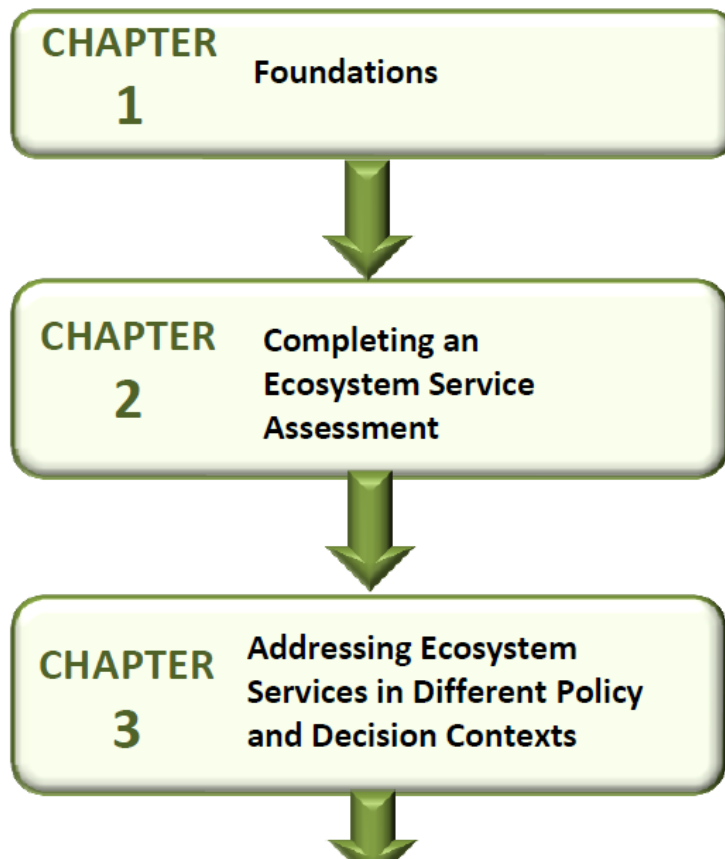 CHAPTER
1
Foundations
CHAPTER
2
Completing an
Ecosystem Service
Assessment
CHAPTER
3
Addressing Ecosystem
Services in Different Policy
and Decision Contexts